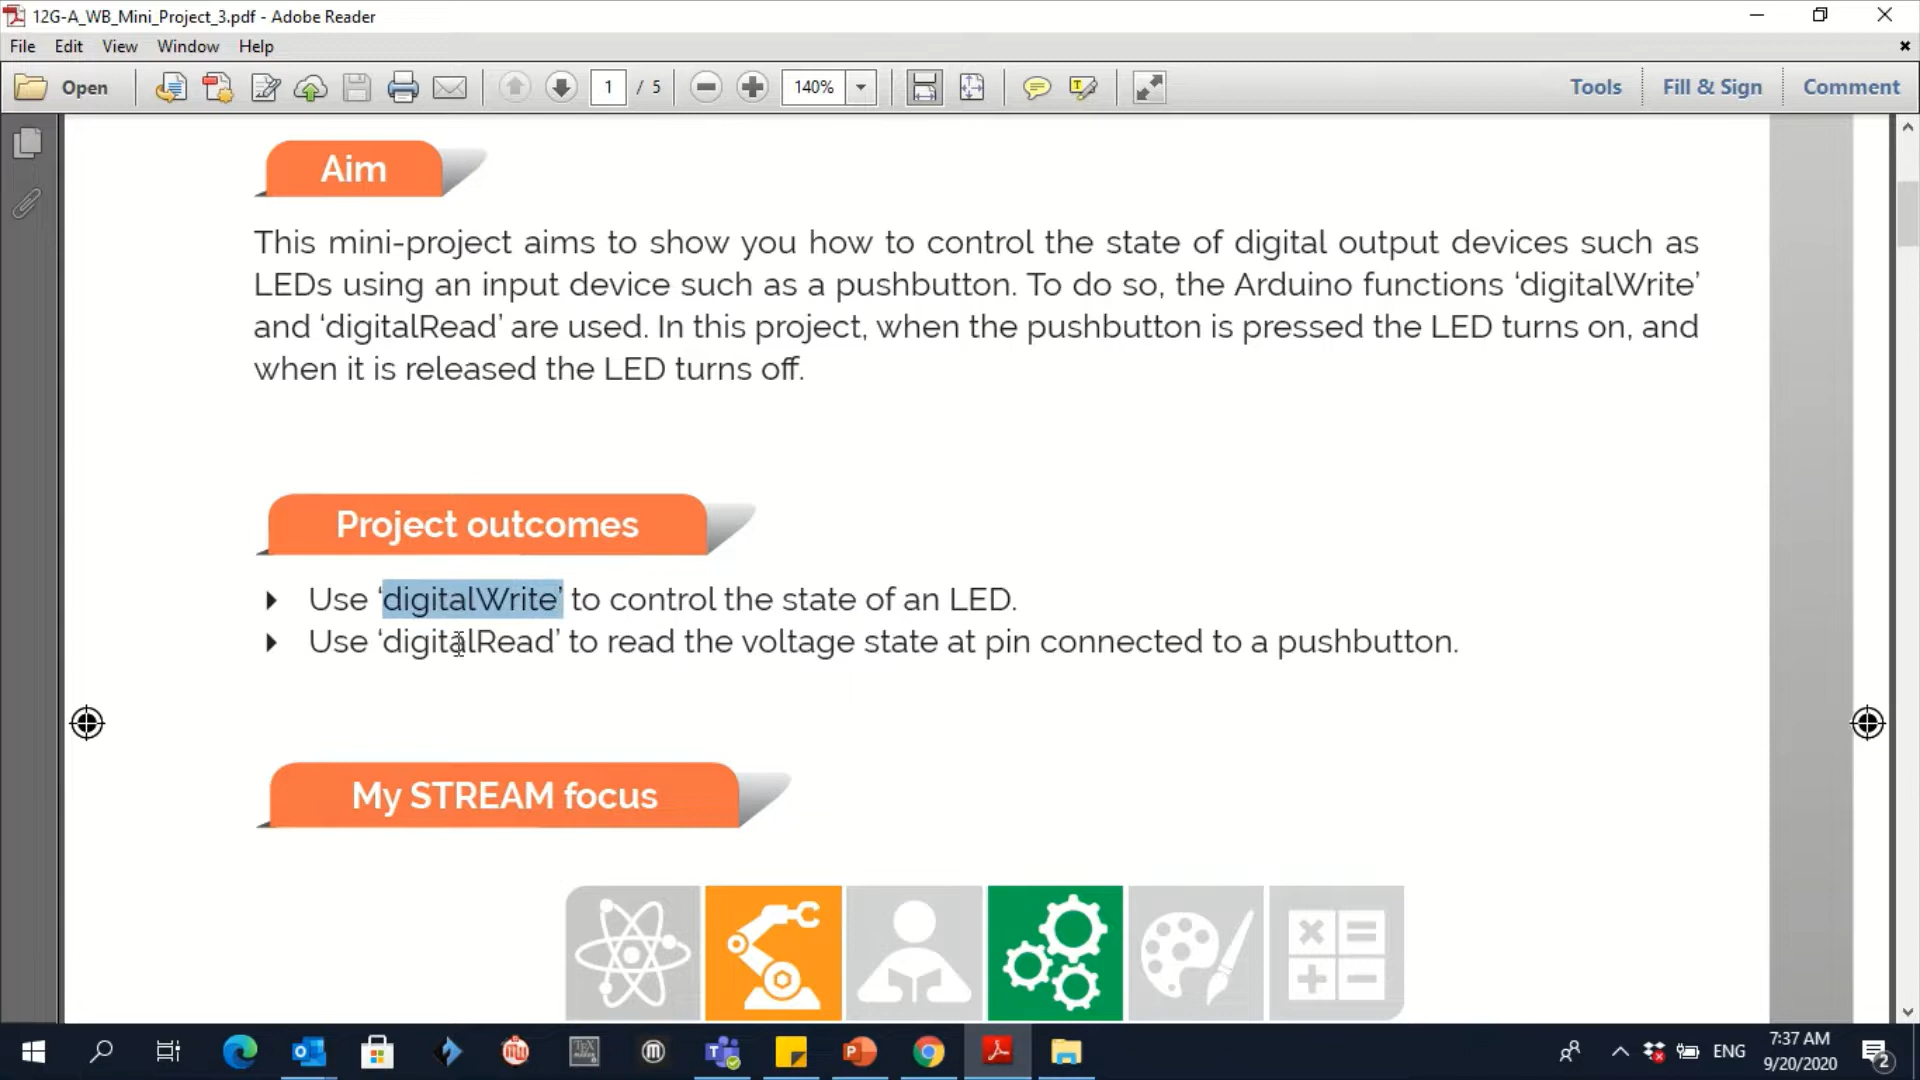 12G-A_WB_Mini_Project_3.pdf - Adobe Reader
File Edit View Window Help
Open 1 / 5 140% Tools Fill & Sign Comment
Aim
This mini-project aims to show you how to control the state of digital output devices such as
LEDs using an input device such as a pushbutton. To do so, the Arduino functions ‘digitalWrite’
and ‘digitalRead’ are used. In this project, when the pushbutton is pressed the LED turns on, and
when it is released the LED turns off.
Project outcomes
Use ‘digitalWrite’ to control the state of an LED.
Use ‘digitalRead’ to read the voltage state at pin connected to a pushbutton.
My STREAM focus
7:37 AM
ENG
9/20/2020
2